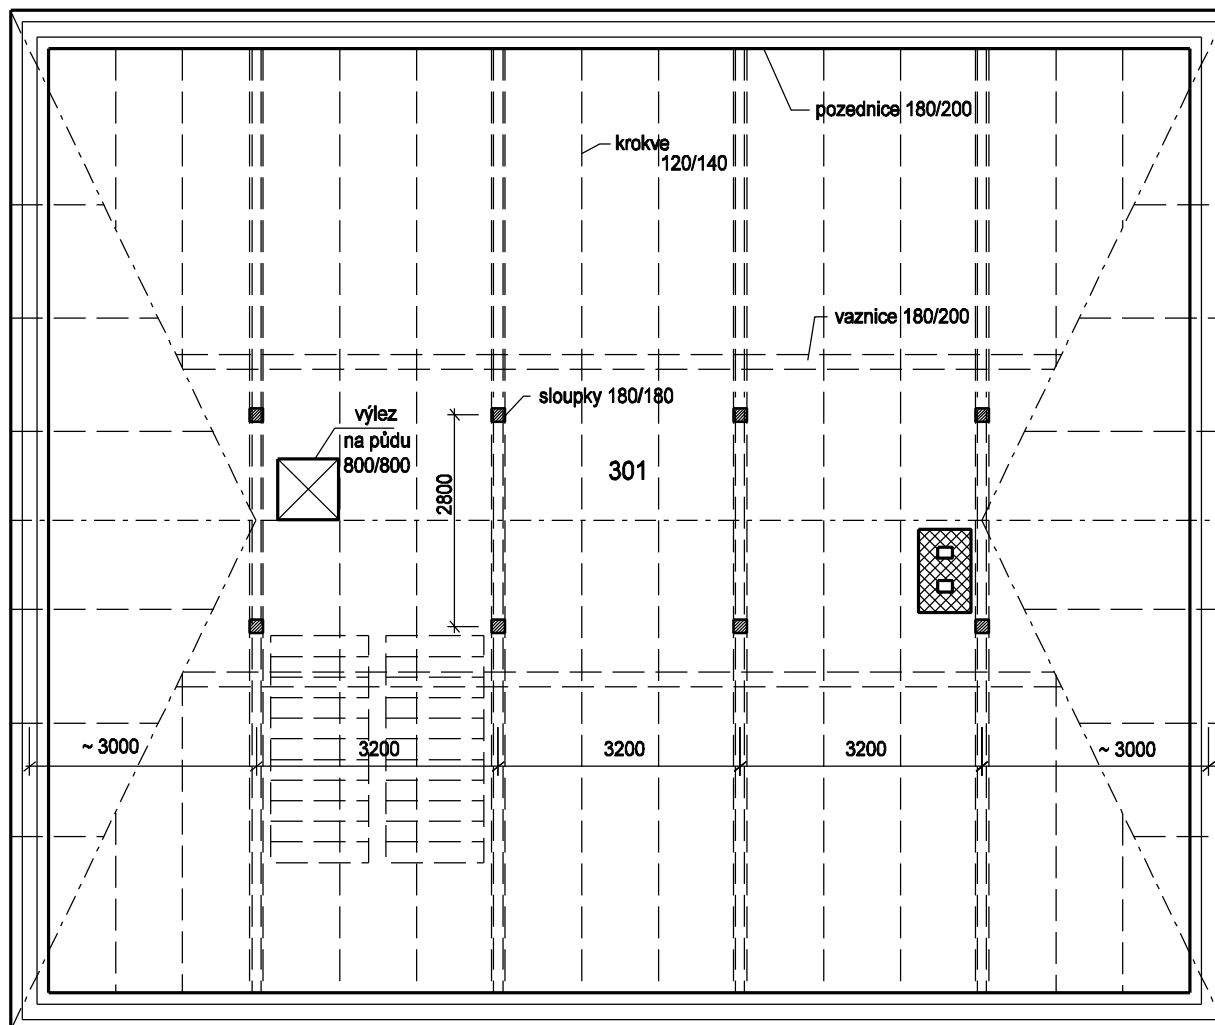 pozednice 180/200
krokve
120/140
vaznice 180/200
sloupky 180/180
výlez
na půdu
800/800
301
2800
~ 3000
3200
3200
3200
~ 3000